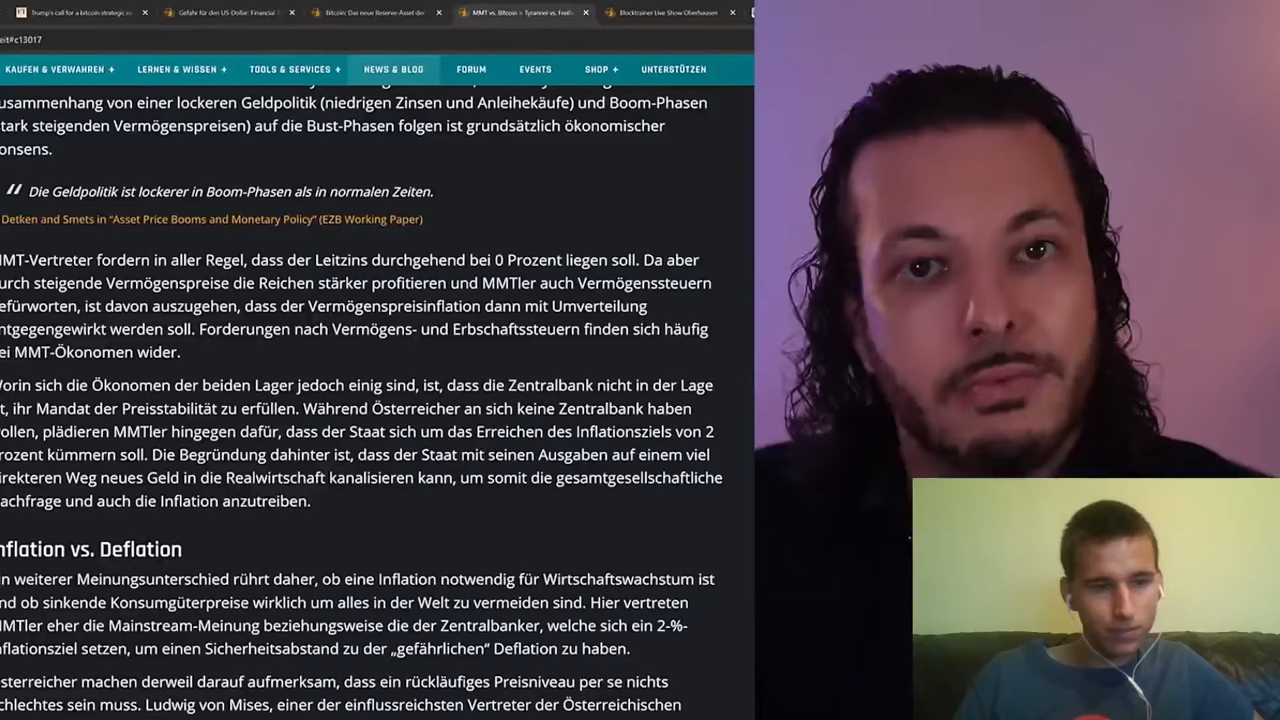 Trump's call for a bitcoin strategic re
Gefahr für den US-Dollar: Financial
Bitcoin: Das neue Reserve-Asset der
MMT vs. Bitcoin = Tyrannei vs. Freih
Blocktrainer Live Show Oberhausen
eit#c13017
KAUFEN & VERWAHREN + LERNEN & WISSEN + TOOLS & SERVICES + NEWS & BLOG FORUM EVENTS SHOP + UNTERSTÜTZEN
usammenhang von einer lockeren Geldpolitik (niedrigen Zinsen und Anleihekäufe) und Boom-Phasen
tark steigenden Vermögenspreisen) auf die Bust-Phasen folgen ist grundsätzlich ökonomischer
onsens.
“ Die Geldpolitik ist lockerer in Boom-Phasen als in normalen Zeiten.
Detken and Smets in “Asset Price Booms and Monetary Policy” (EZB Working Paper)
MT-Vertreter fordern in aller Regel, dass der Leitzins durchgehend bei 0 Prozent liegen soll. Da aber
urch steigende Vermögenspreise die Reichen stärker profitieren und MMTler auch Vermögenssteuern
efürworten, ist davon auszugehen, dass der Vermögenspreisinflation dann mit Umverteilung
ntgegengewirkt werden soll. Forderungen nach Vermögens- und Erbschaftssteuern finden sich häufig
ei MMT-Ökonomen wider.
orin sich die Ökonomen der beiden Lager jedoch einig sind, ist, dass die Zentralbank nicht in der Lage
t, ihr Mandat der Preisstabilität zu erfüllen. Während Österreicher an sich keine Zentralbank haben
ollen, plädieren MMTler hingegen dafür, dass der Staat sich um das Erreichen des Inflationsziels von 2
rozent kümmern soll. Die Begründung dahinter ist, dass der Staat mit seinen Ausgaben auf einem viel
irekteren Weg neues Geld in die Realwirtschaft kanalisieren kann, um somit die gesamtgesellschaftliche
achfrage und auch die Inflation anzutreiben.
nflation vs. Deflation
in weiterer Meinungsunterschied rührt daher, ob eine Inflation notwendig für Wirtschaftswachstum ist
nd ob sinkende Konsumgüterpreise wirklich um alles in der Welt zu vermeiden sind. Hier vertreten
MTler eher die Mainstream-Meinung beziehungsweise die der Zentralbanker, welche sich ein 2-%-
nflationsziel setzen, um einen Sicherheitsabstand zu der „gefährlichen“ Deflation zu haben.
sterreicher machen derweil darauf aufmerksam, dass ein rückläufiges Preisniveau per se nichts
chlechtes sein muss. Ludwig von Mises, einer der einflussreichsten Vertreter der Österreichischen